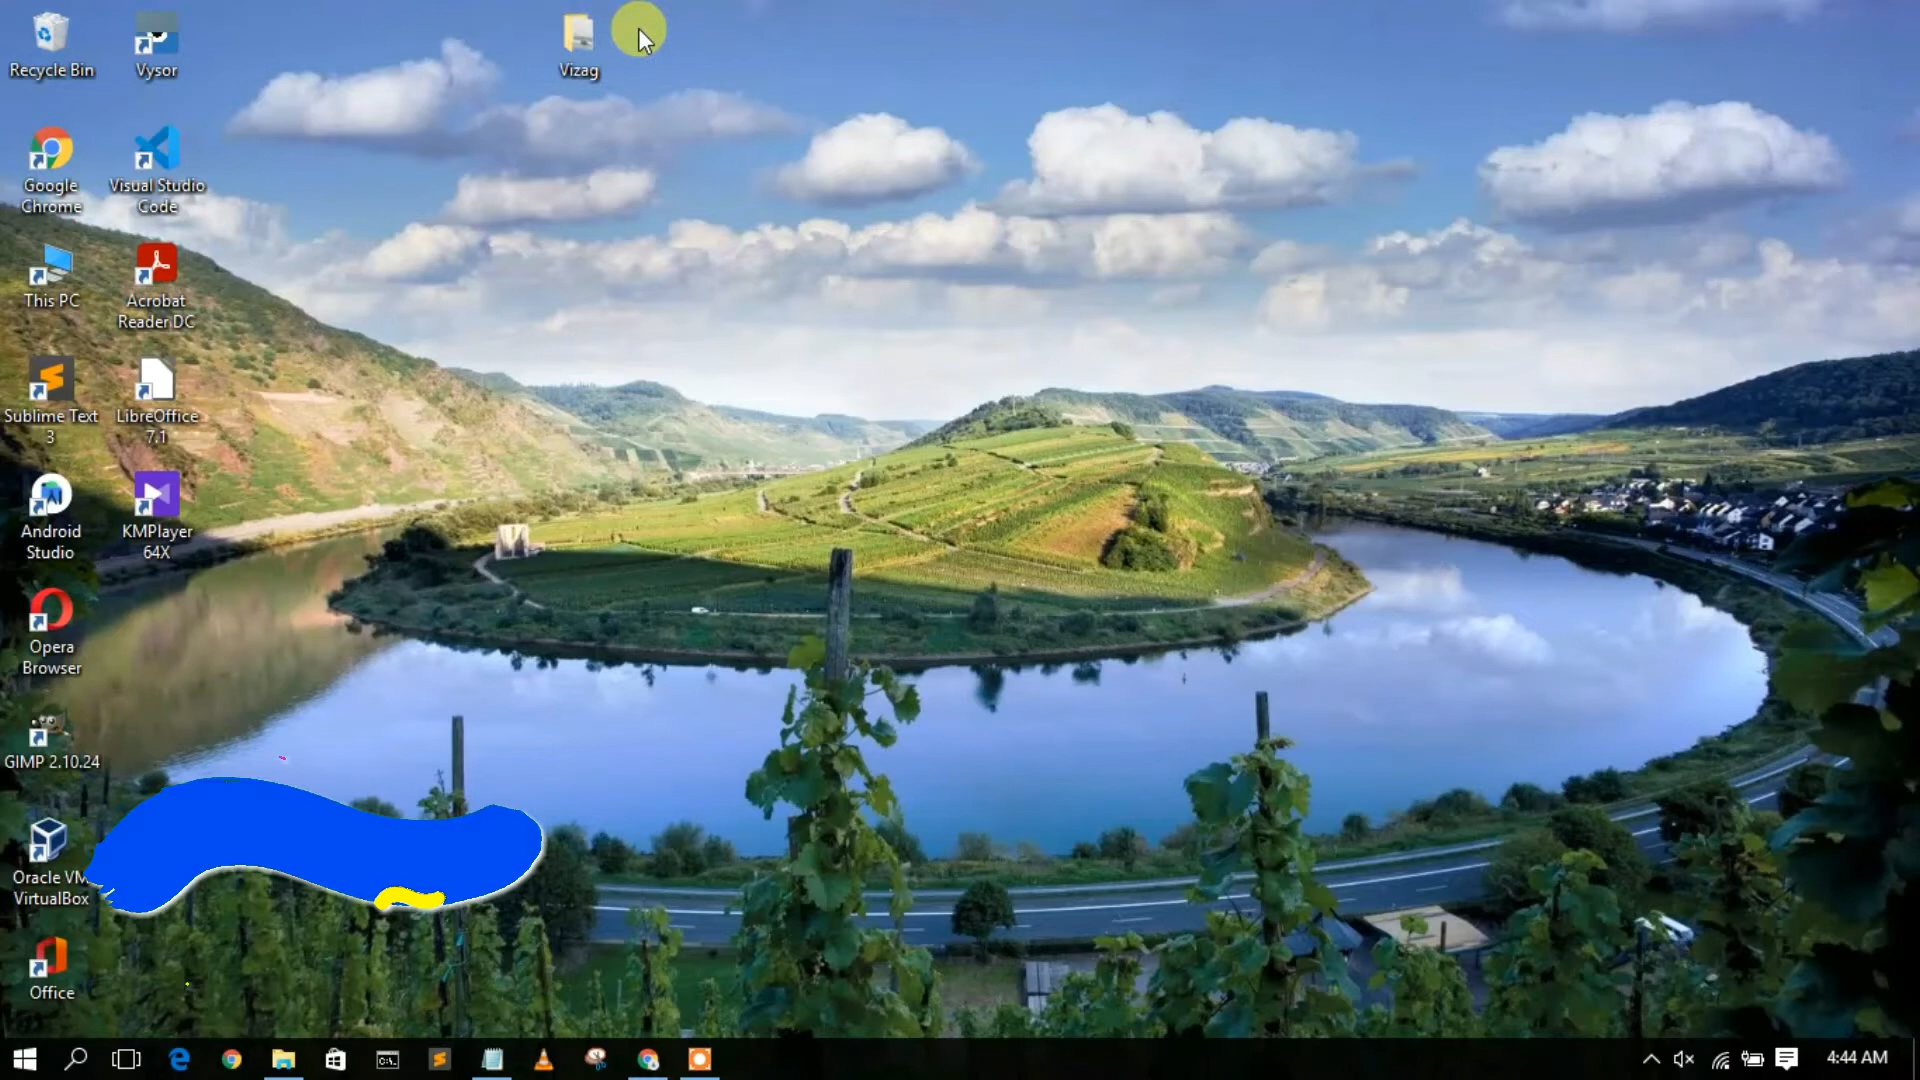 Recycle Bin
Vysor
Vizag
Google
Chrome
Visual Studio
Code
This PC
Acrobat
Reader DC
Sublime Text
3
LibreOffice
7.1
Android
Studio
KMPlayer
64X
Opera
Browser
GIMP 2.10.24
Oracle VM
VirtualBox
Office
4:44 AM